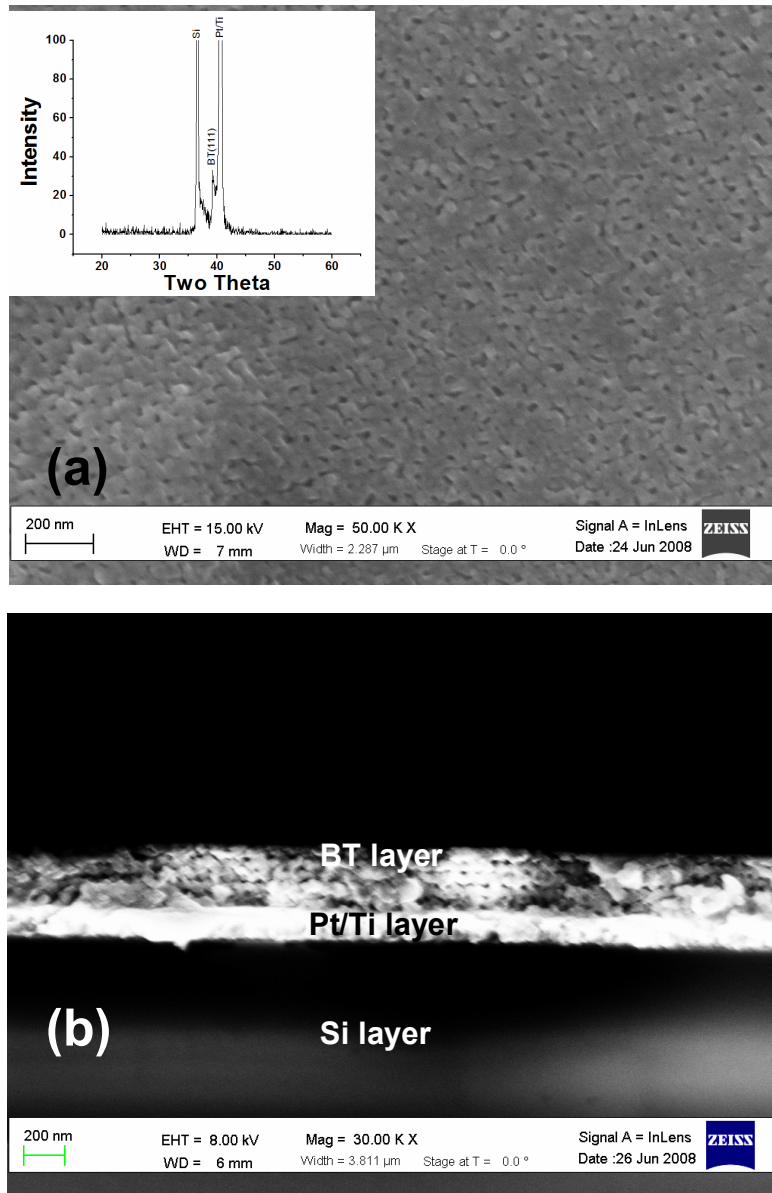 100
80
60
40
20
0
Intensity
Si
BT(111)
Pt/Ti
20 30 40 50 60
Two Theta
(a)
200 nm
EHT = 15.00 kV Mag = 50.00 K X Signal A = InLens
WD = 7 mm Width = 2.287 µm Stage at T = 0.0 ° Date :24 Jun 2008
ZEISS
BT layer
Pt/Ti layer
Si layer
(b)
200 nm
EHT = 8.00 kV Mag = 30.00 K X Signal A = InLens
WD = 6 mm Width = 3.811 µm Stage at T = 0.0 ° Date :26 Jun 2008
ZEISS